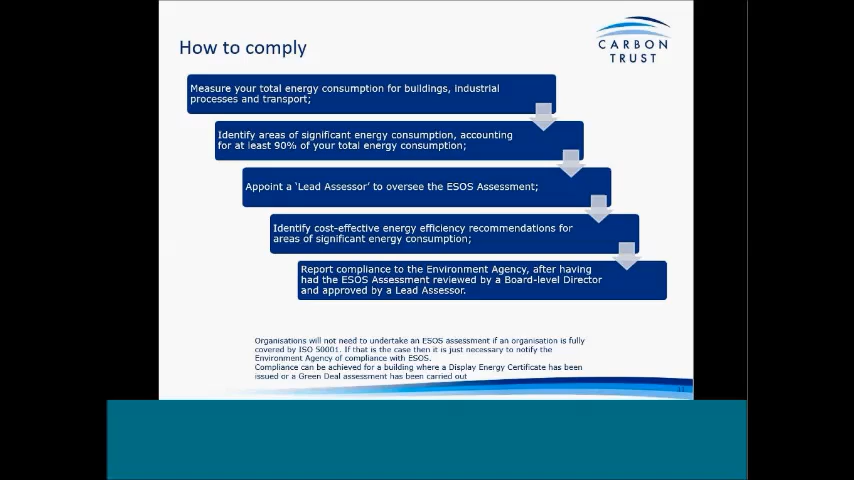 How to comply
CARBON
TRUST
Measure your total energy consumption for buildings, industrial
processes and transport;
Identify areas of significant energy consumption, accounting
for at least 90% of your total energy consumption;
Appoint a ‘Lead Assessor’ to oversee the ESOS Assessment;
Identify cost-effective energy efficiency recommendations for
areas of significant energy consumption;
Report compliance to the Environment Agency, after having
had the ESOS Assessment reviewed by a Board-level Director
and approved by a Lead Assessor.
Organisations will not need to undertake an ESOS assessment if an organisation is fully
covered by ISO 50001. If that is the case then it is just necessary to notify the
Environment Agency of compliance with ESOS.
Compliance can be achieved for a building where a Display Energy Certificate has been
issued or a Green Deal assessment has been carried out